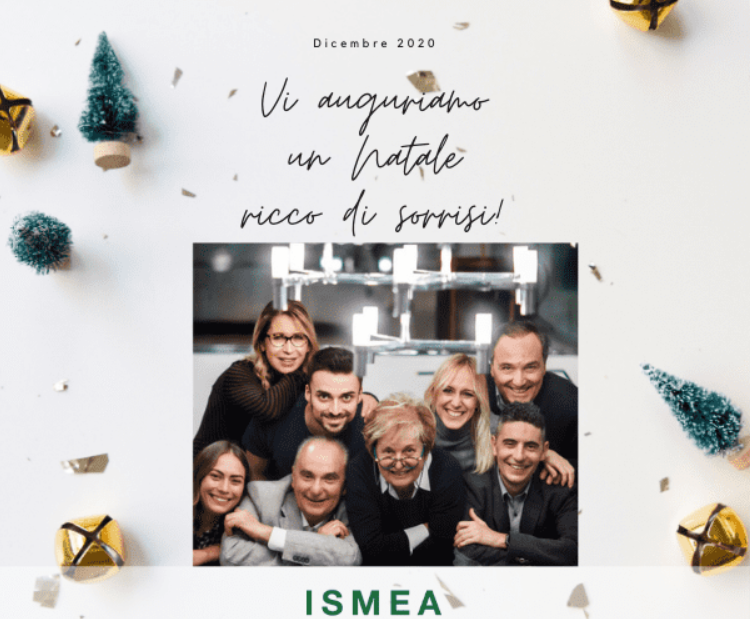 Dicembre 2020
Vi auguriamo
un Natale
ricco di sorrisi!
ISMEA